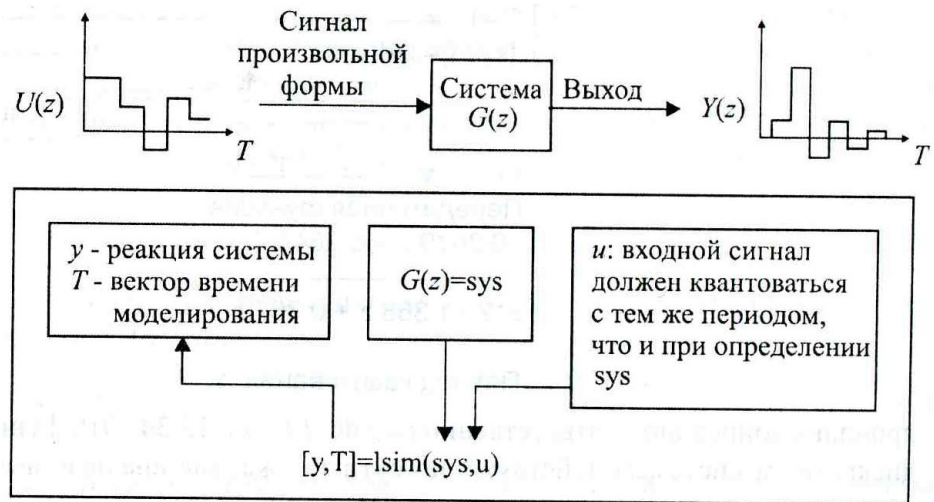 Сигнал
произвольной
формы
U(z)
T
Система
G(z)
Выход
Y(z)
T
y - реакция системы
T - вектор времени
моделирования
G(z)=sys
u: входной сигнал
должен квантоваться
с тем же периодом,
что и при определении
sys
[y,T]=lsim(sys,u)